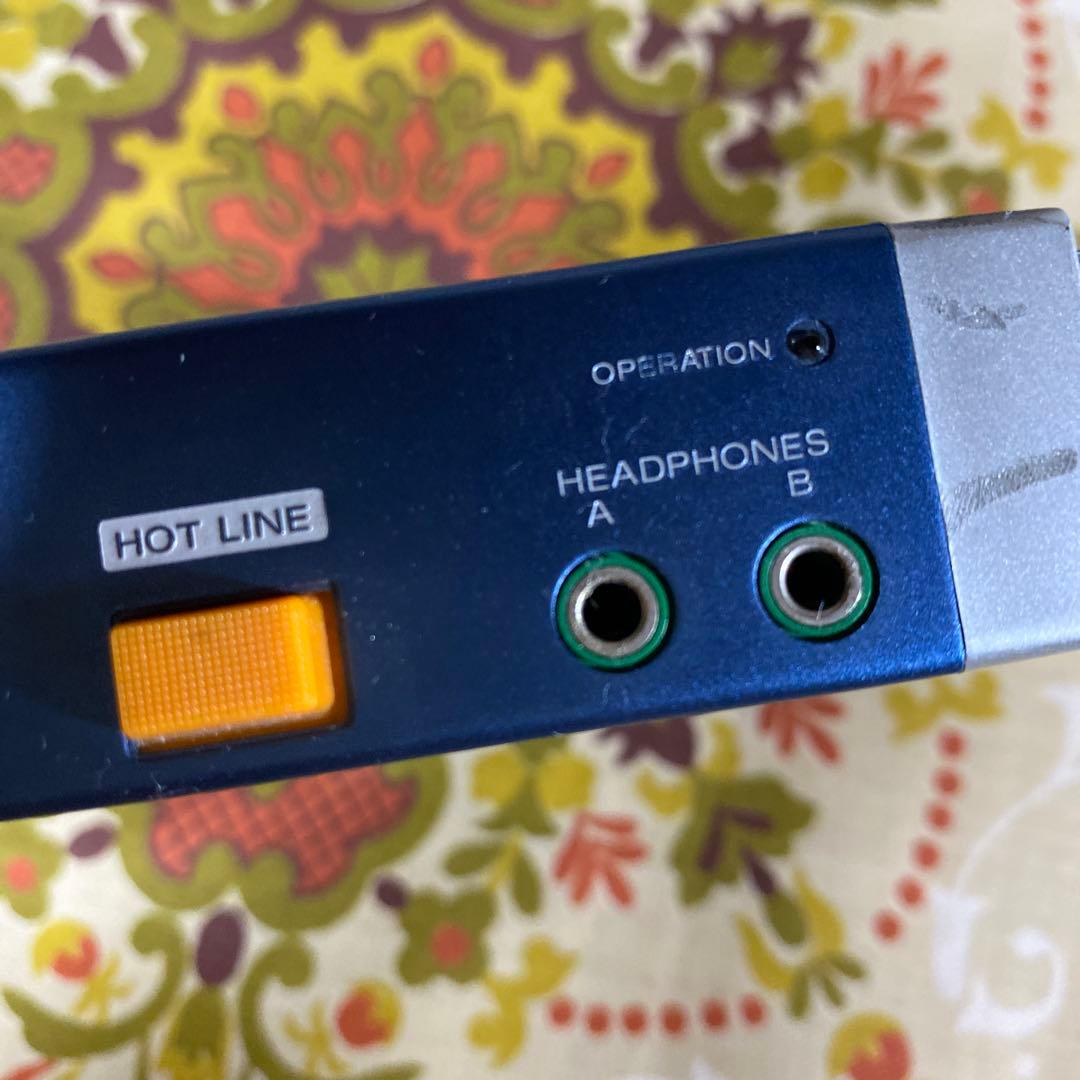 OPERATION
HEADPHONES
A B
HOT LINE